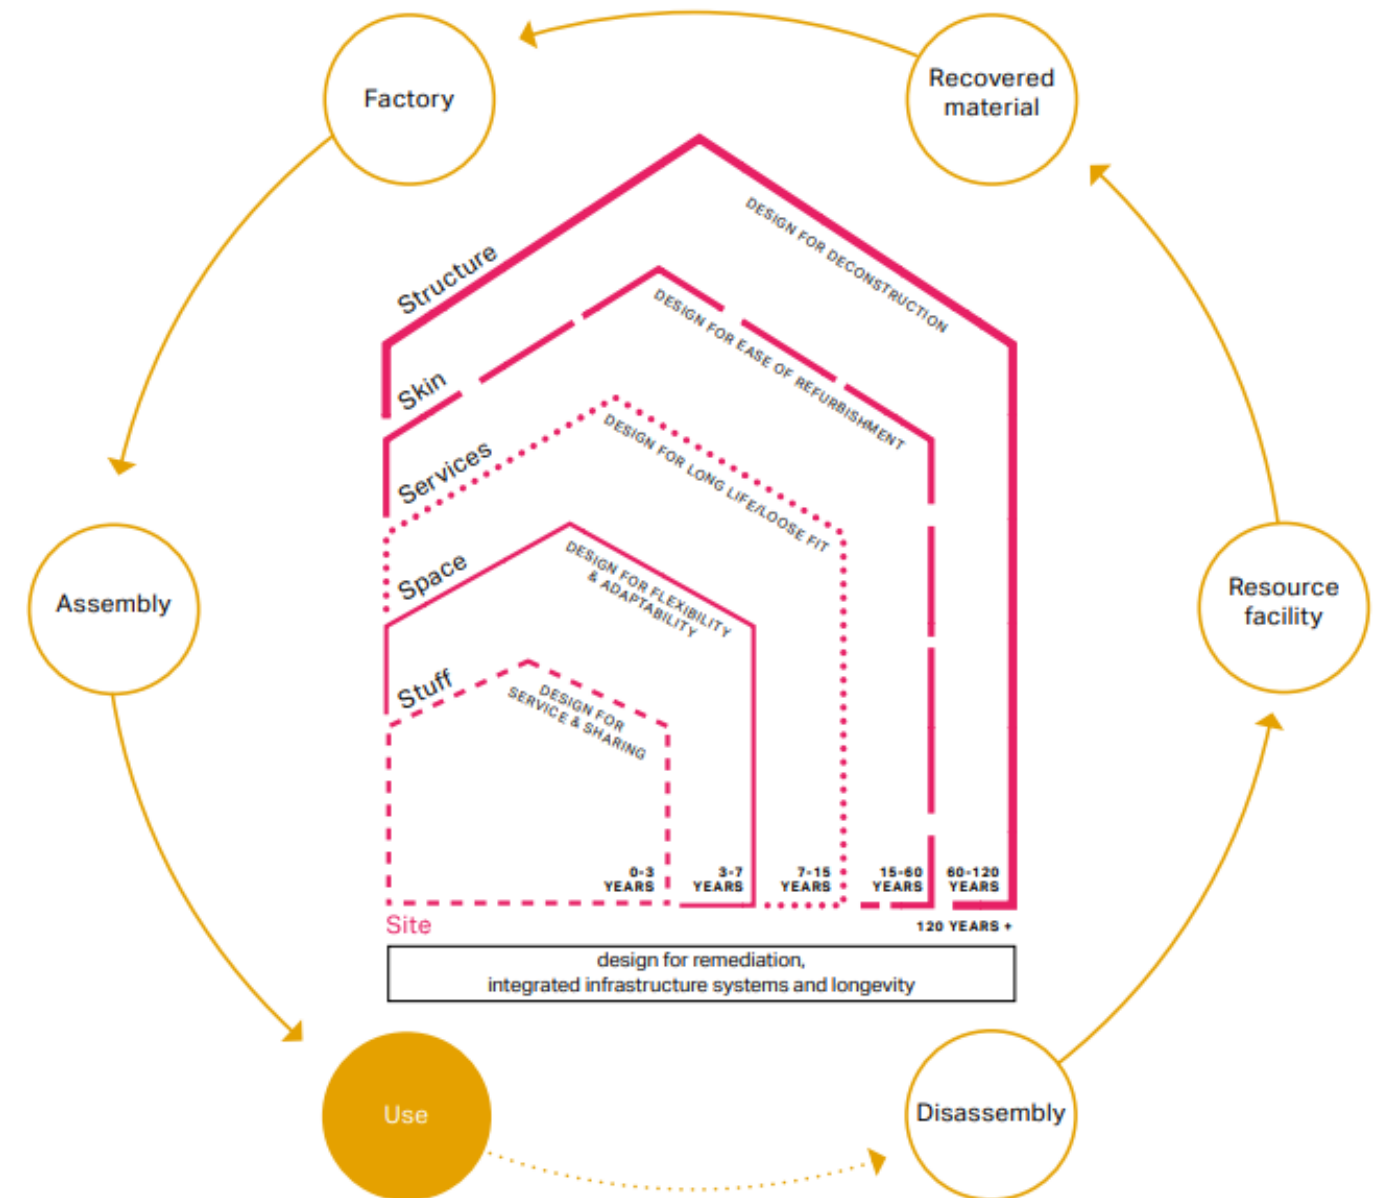 Factory
Recovered
material
Structure
DESIGN FOR DECONSTRUCTION
Skin
DESIGN FOR EASE OF REFURBISHMENT
Services
DESIGN FOR LONG LIFE/LOOSE FIT
Space
DESIGN FOR FLEXIBILITY
& ADAPTABILITY
Stuff
DESIGN FOR
SERVICE & SHARING
Assembly
Resource
facility
0-3
YEARS
3-7
YEARS
7-15
YEARS
15-60
YEARS
60-120
YEARS
Site
120 YEARS +
design for remediation,
integrated infrastructure systems and longevity
Use
Disassembly